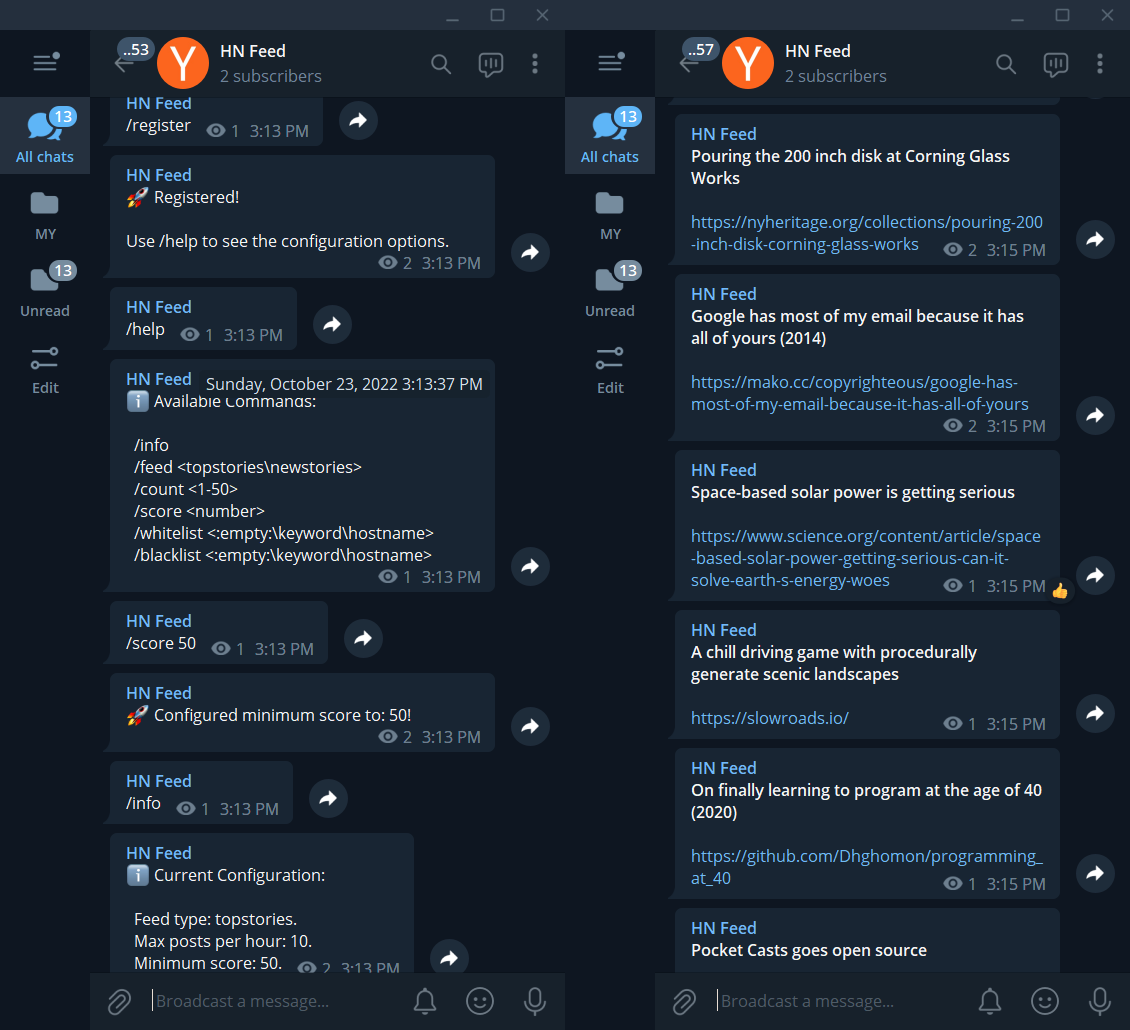 ..53
HN Feed
2 subscribers
13
All chats
MY
13
Unread
Edit
HN Feed
/register 1 3:13 PM
HN Feed
🚀 Registered!
Use /help to see the configuration options.
2 3:13 PM
HN Feed
/help 1 3:13 PM
HN Feed
Sunday, October 23, 2022 3:13:37 PM
ℹ️ Available Commands:
/info
/feed <topstories\newstories>
/count <1-50>
/score <number>
/whitelist <:empty:\keyword\hostname>
/blacklist <:empty:\keyword\hostname>
1 3:13 PM
HN Feed
/score 50 1 3:13 PM
HN Feed
🚀 Configured minimum score to: 50!
2 3:13 PM
HN Feed
/info 1 3:13 PM
HN Feed
ℹ️ Current Configuration:
Feed type: topstories.
Max posts per hour: 10.
Minimum score: 50. 2 3:13 PM
Broadcast a message...
..57
HN Feed
2 subscribers
13
All chats
MY
13
Unread
Edit
HN Feed
Pouring the 200 inch disk at Corning Glass
Works
https://nyheritage.org/collections/pouring-200
-inch-disk-corning-glass-works 2 3:15 PM
HN Feed
Google has most of my email because it has
all of yours (2014)
https://mako.cc/copyrighteous/google-has-
most-of-my-email-because-it-has-all-of-yours
2 3:15 PM
HN Feed
Space-based solar power is getting serious
https://www.science.org/content/article/space
-based-solar-power-getting-serious-can-it-
solve-earth-s-energy-woes 1 3:15 PM
HN Feed
A chill driving game with procedurally
generate scenic landscapes
https://slowroads.io/ 1 3:15 PM
HN Feed
On finally learning to program at the age of 40
(2020)
https://github.com/Dhghomon/programming_
at_40 1 3:15 PM
HN Feed
Pocket Casts goes open source
Broadcast a message...